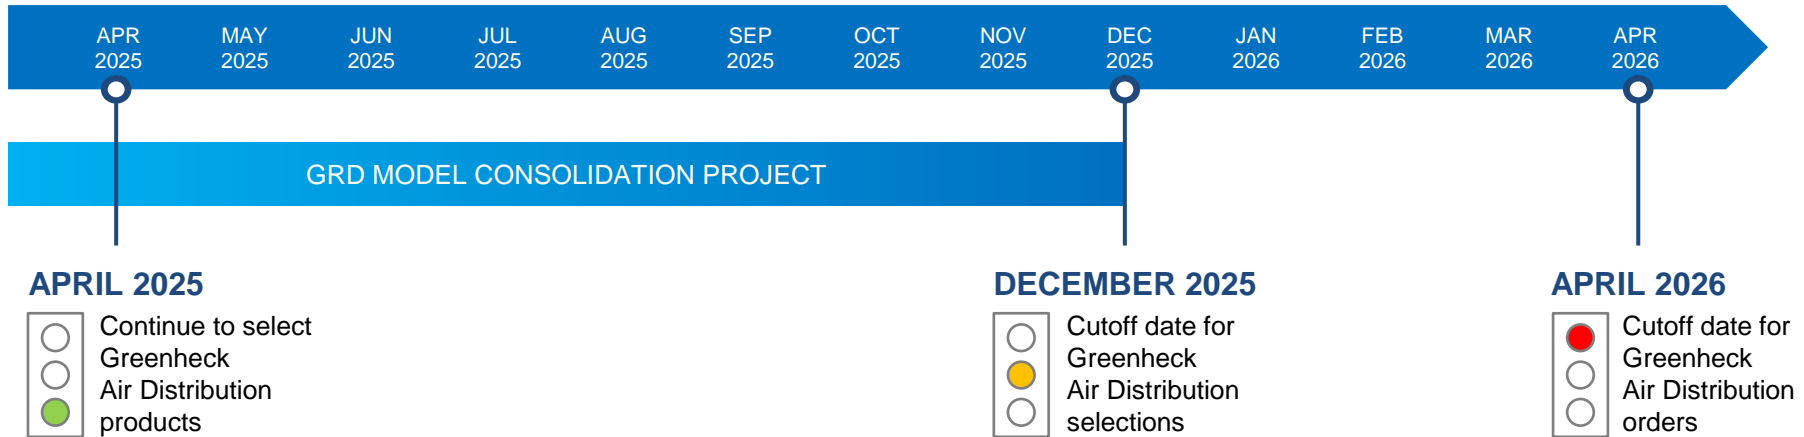 APR MAY JUN JUL AUG SEP OCT NOV DEC JAN FEB MAR APR
2025 2025 2025 2025 2025 2025 2025 2025 2025 2026 2026 2026 2026
GRD MODEL CONSOLIDATION PROJECT
APRIL 2025
Continue to select
Greenheck
Air Distribution
products
DECEMBER 2025
Cutoff date for
Greenheck
Air Distribution
selections
APRIL 2026
Cutoff date for
Greenheck
Air Distribution
orders